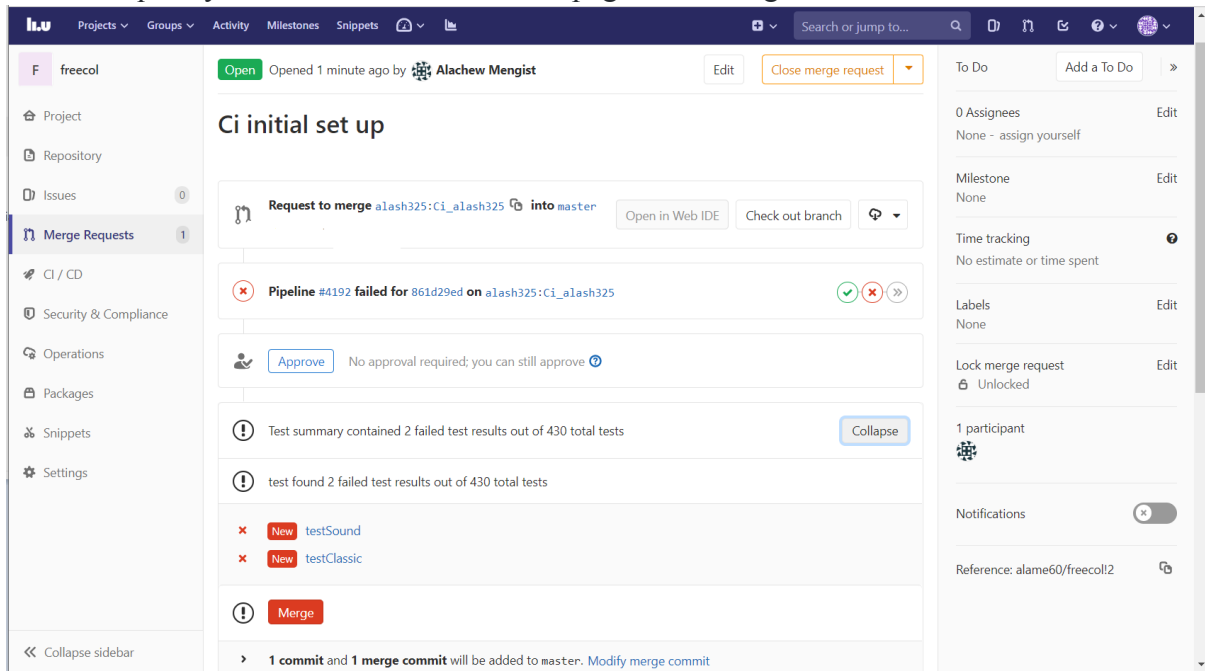 li.u Projects Groups Activity Milestones Snippets Search or jump to...
F freecol
Project
Repository
Issues 0
Merge Requests 1
CI / CD
Security & Compliance
Operations
Packages
Snippets
Settings
Collapse sidebar
Open Opened 1 minute ago by Alachew Mengist Edit Close merge request
Ci initial set up
Request to merge alash325:Ci_alash325 into master Open in Web IDE Check out branch
Pipeline #4192 failed for 861d29ed on alash325:Ci_alash325
Approve No approval required; you can still approve
Test summary contained 2 failed test results out of 430 total tests Collapse
test found 2 failed test results out of 430 total tests
New testSound
New testClassic
Merge
1 commit and 1 merge commit will be added to master. Modify merge commit
To Do Add a To Do
0 Assignees Edit
None - assign yourself
Milestone Edit
None
Time tracking
No estimate or time spent
Labels Edit
None
Lock merge request Edit
Unlocked
1 participant
Notifications
Reference: alame60/freecol!2